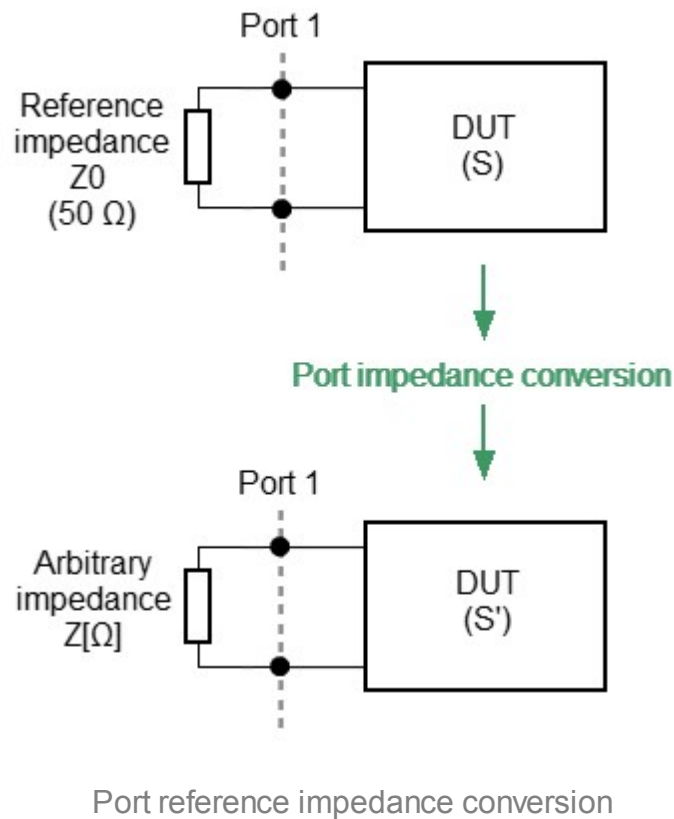 Port 1
Reference
impedance
Z0
(50 Ω)
DUT
(S)
Port impedance conversion
Port 1
Arbitrary
impedance
Z[Ω]
DUT
(S')
Port reference impedance conversion